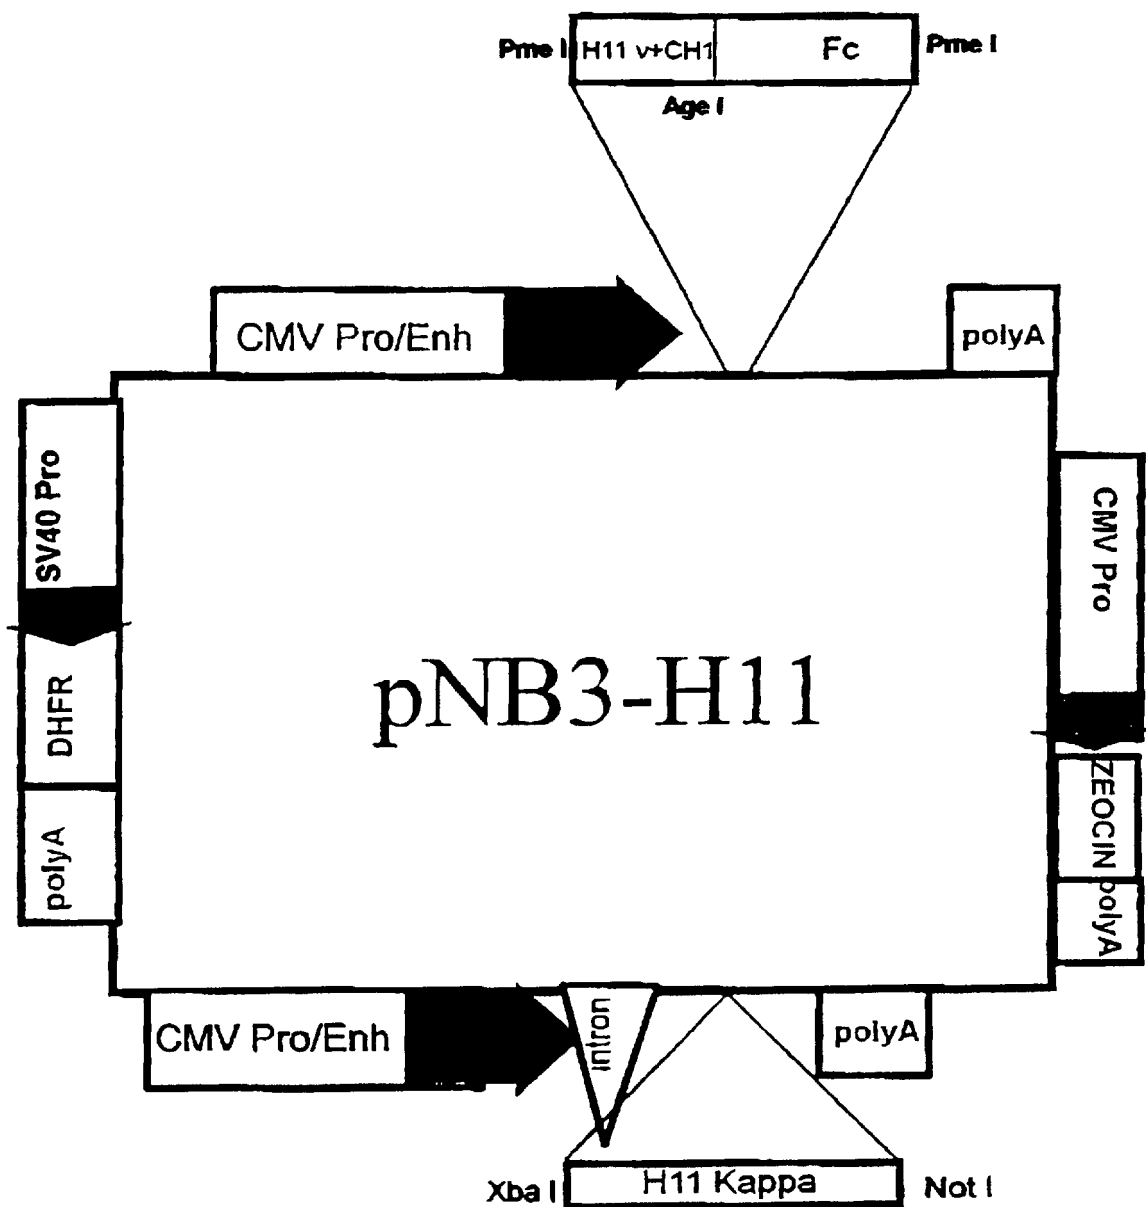 Pme I
H11 v+CH1
Fc
Pme I
Age I
CMV Pro/Enh
polyA
SV40 Pro
DHFR
polyA
CMV Pro
ZEOCIN
polyA
pNB3-H11
CMV Pro/Enh
intron
polyA
Xba I
H11 Kappa
Not I